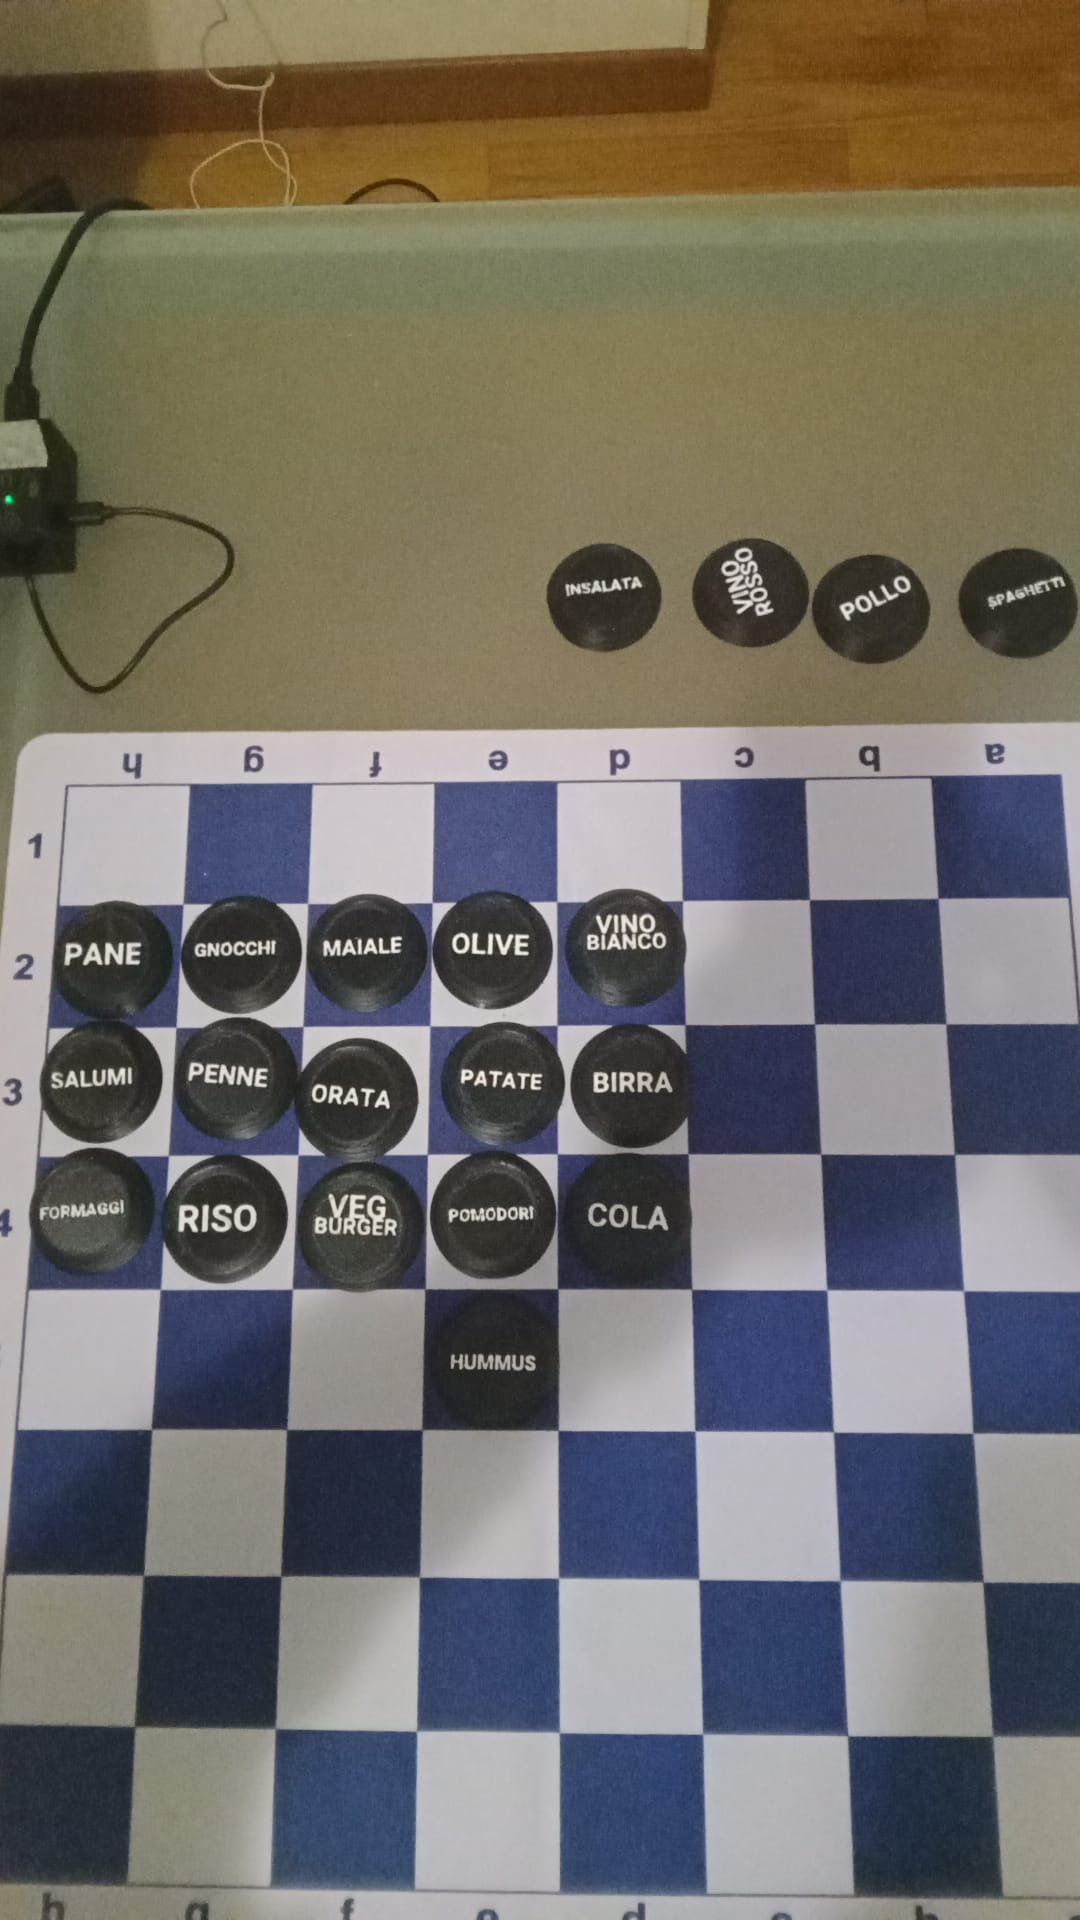 INSALATA
VINO
ROSSO
POLLO
SPAGHETTI
h g f e d c b a
1
PANE GNOCCHI MAIALE OLIVE VINO
BIANCO
2
SALUMI PENNE ORATA PATATE BIRRA
3
FORMAGGI RISO VEG
BURGER POMODORI COLA
4
HUMMUS
h g f e d c b